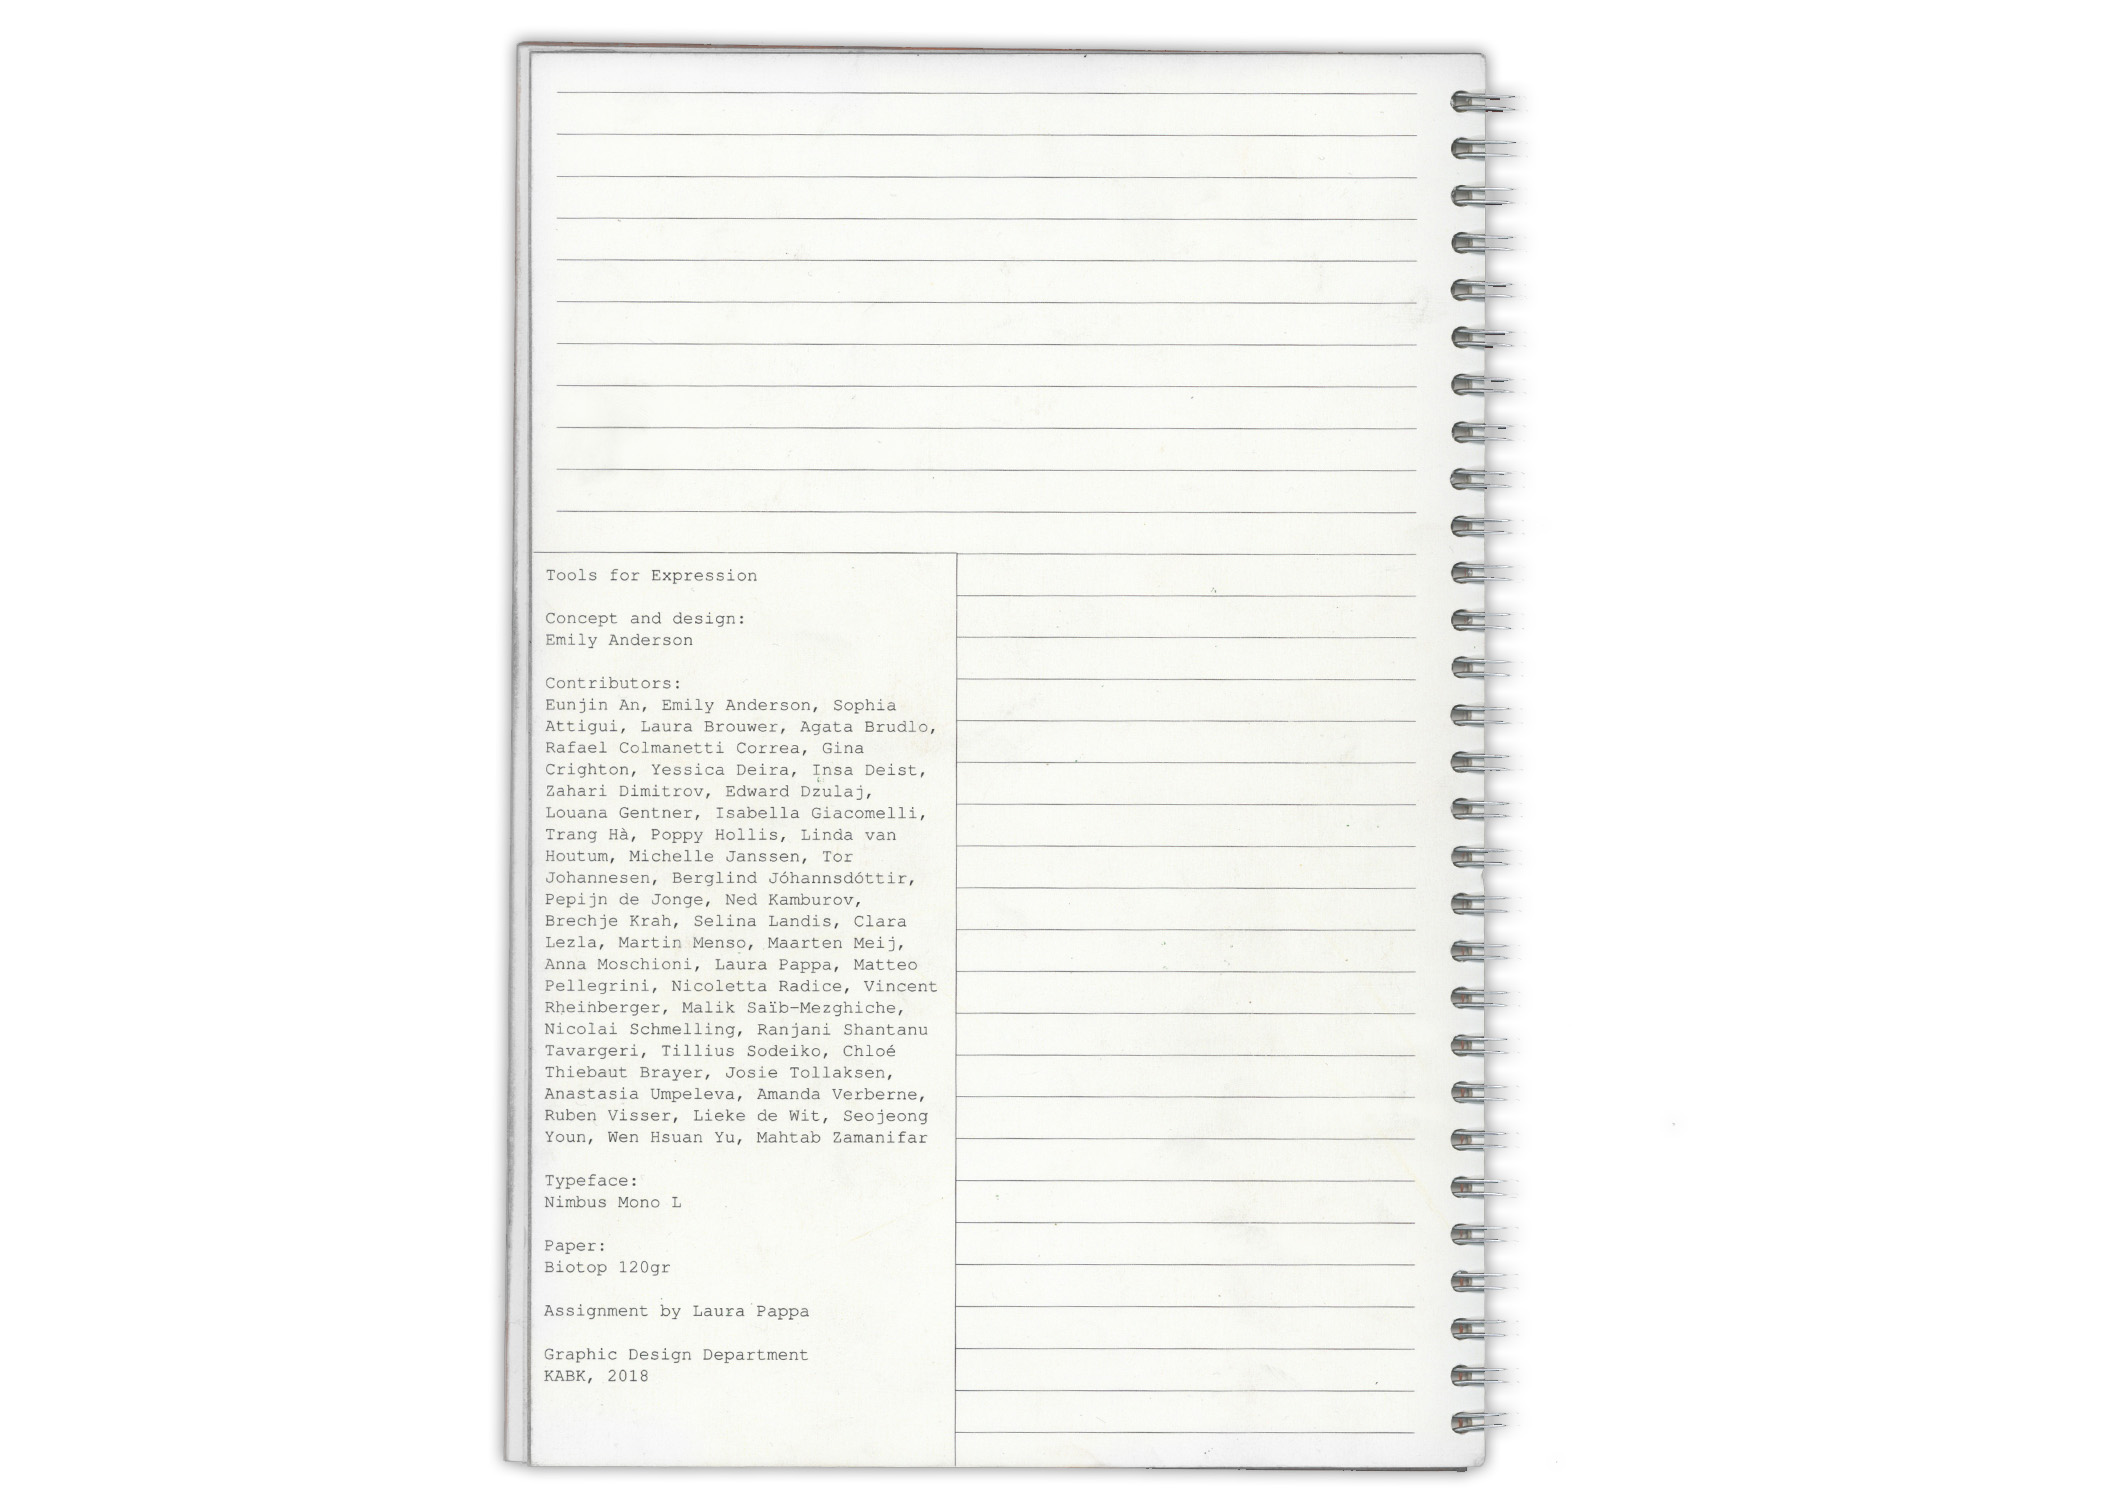 Tools for Expression
Concept and design:
Emily Anderson
Contributors:
Eunjin An, Emily Anderson, Sophia
Attigui, Laura Brouwer, Agata Brudlo,
Rafael Colmanetti Correa, Gina
Crighton, Yessica Deira, Insa Deist,
Zahari Dimitrov, Edward Dzulaj,
Louana Gentner, Isabella Giacomelli,
Trang Hà, Poppy Hollis, Linda van
Houtum, Michelle Janssen, Tor
Johannesen, Berglind Jóhannsdóttir,
Pepijn de Jonge, Ned Kamburov,
Brechje Krah, Selina Landis, Clara
Lezla, Martin Menso, Maarten Meij,
Anna Moschioni, Laura Pappa, Matteo
Pellegrini, Nicoletta Radice, Vincent
Rheinberger, Malik Saïb-Mezghiche,
Nicolai Schmelling, Ranjani Shantanu
Tavargeri, Tillius Sodeiko, Chloé
Thiebaut Brayer, Josie Tollaksen,
Anastasia Umpeleva, Amanda Verberne,
Ruben Visser, Lieke de Wit, Seojeong
Youn, Wen Hsuan Yu, Mahtab Zamanifar
Typeface:
Nimbus Mono L
Paper:
Biotop 120gr
Assignment by Laura Pappa
Graphic Design Department
KABK, 2018